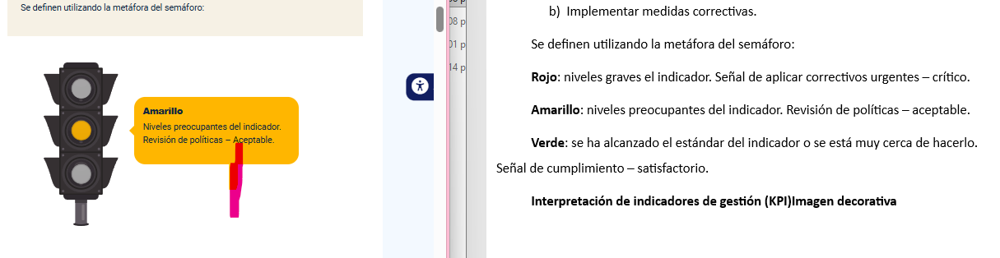 Se definen utilizando la metáfora del semáforo:
Amarillo
Niveles preocupantes del indicador.
Revisión de políticas – Aceptable.
08 p
01 p
14 p
b) Implementar medidas correctivas.
Se definen utilizando la metáfora del semáforo:
Rojo: niveles graves el indicador. Señal de aplicar correctivos urgentes – crítico.
Amarillo: niveles preocupantes del indicador. Revisión de políticas – aceptable.
Verde: se ha alcanzado el estándar del indicador o se está muy cerca de hacerlo.
Señal de cumplimiento – satisfactorio.
Interpretación de indicadores de gestión (KPI)Imagen decorativa